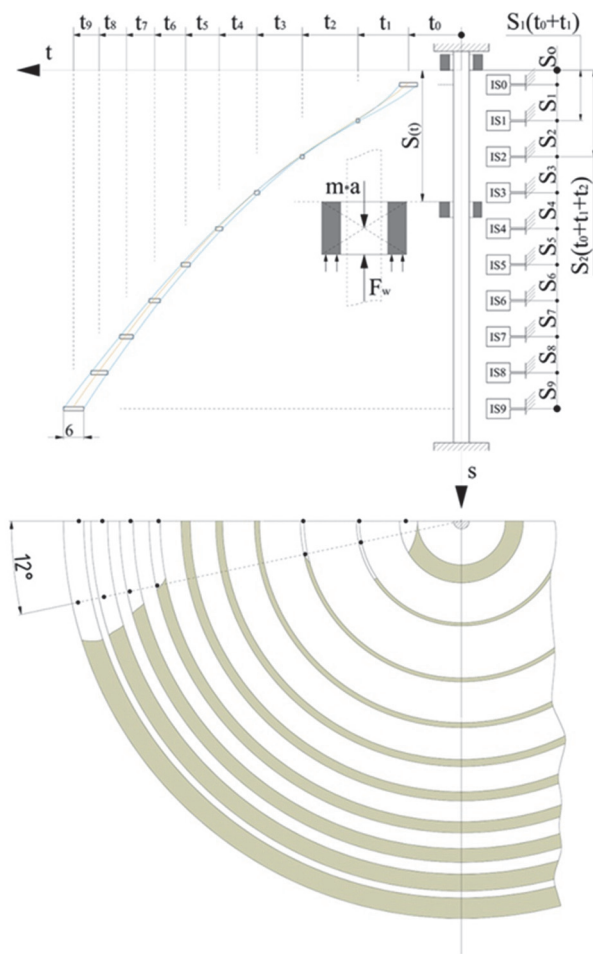 t t₉ t₈ t₇ t₆ t₅ t₄ t₃ t₂ t₁ t₀
S₁(t₀+t₁)
S₀
IS0
S₁
IS1
S₂
IS2
S₃
IS3
S₄
IS4
S₅
IS5
S₆
IS6
S₇
IS7
S₈
IS8
S₉
IS9
S₂(t₀+t₁+t₂)
S(t)
m*a
F_w
6
s
12°